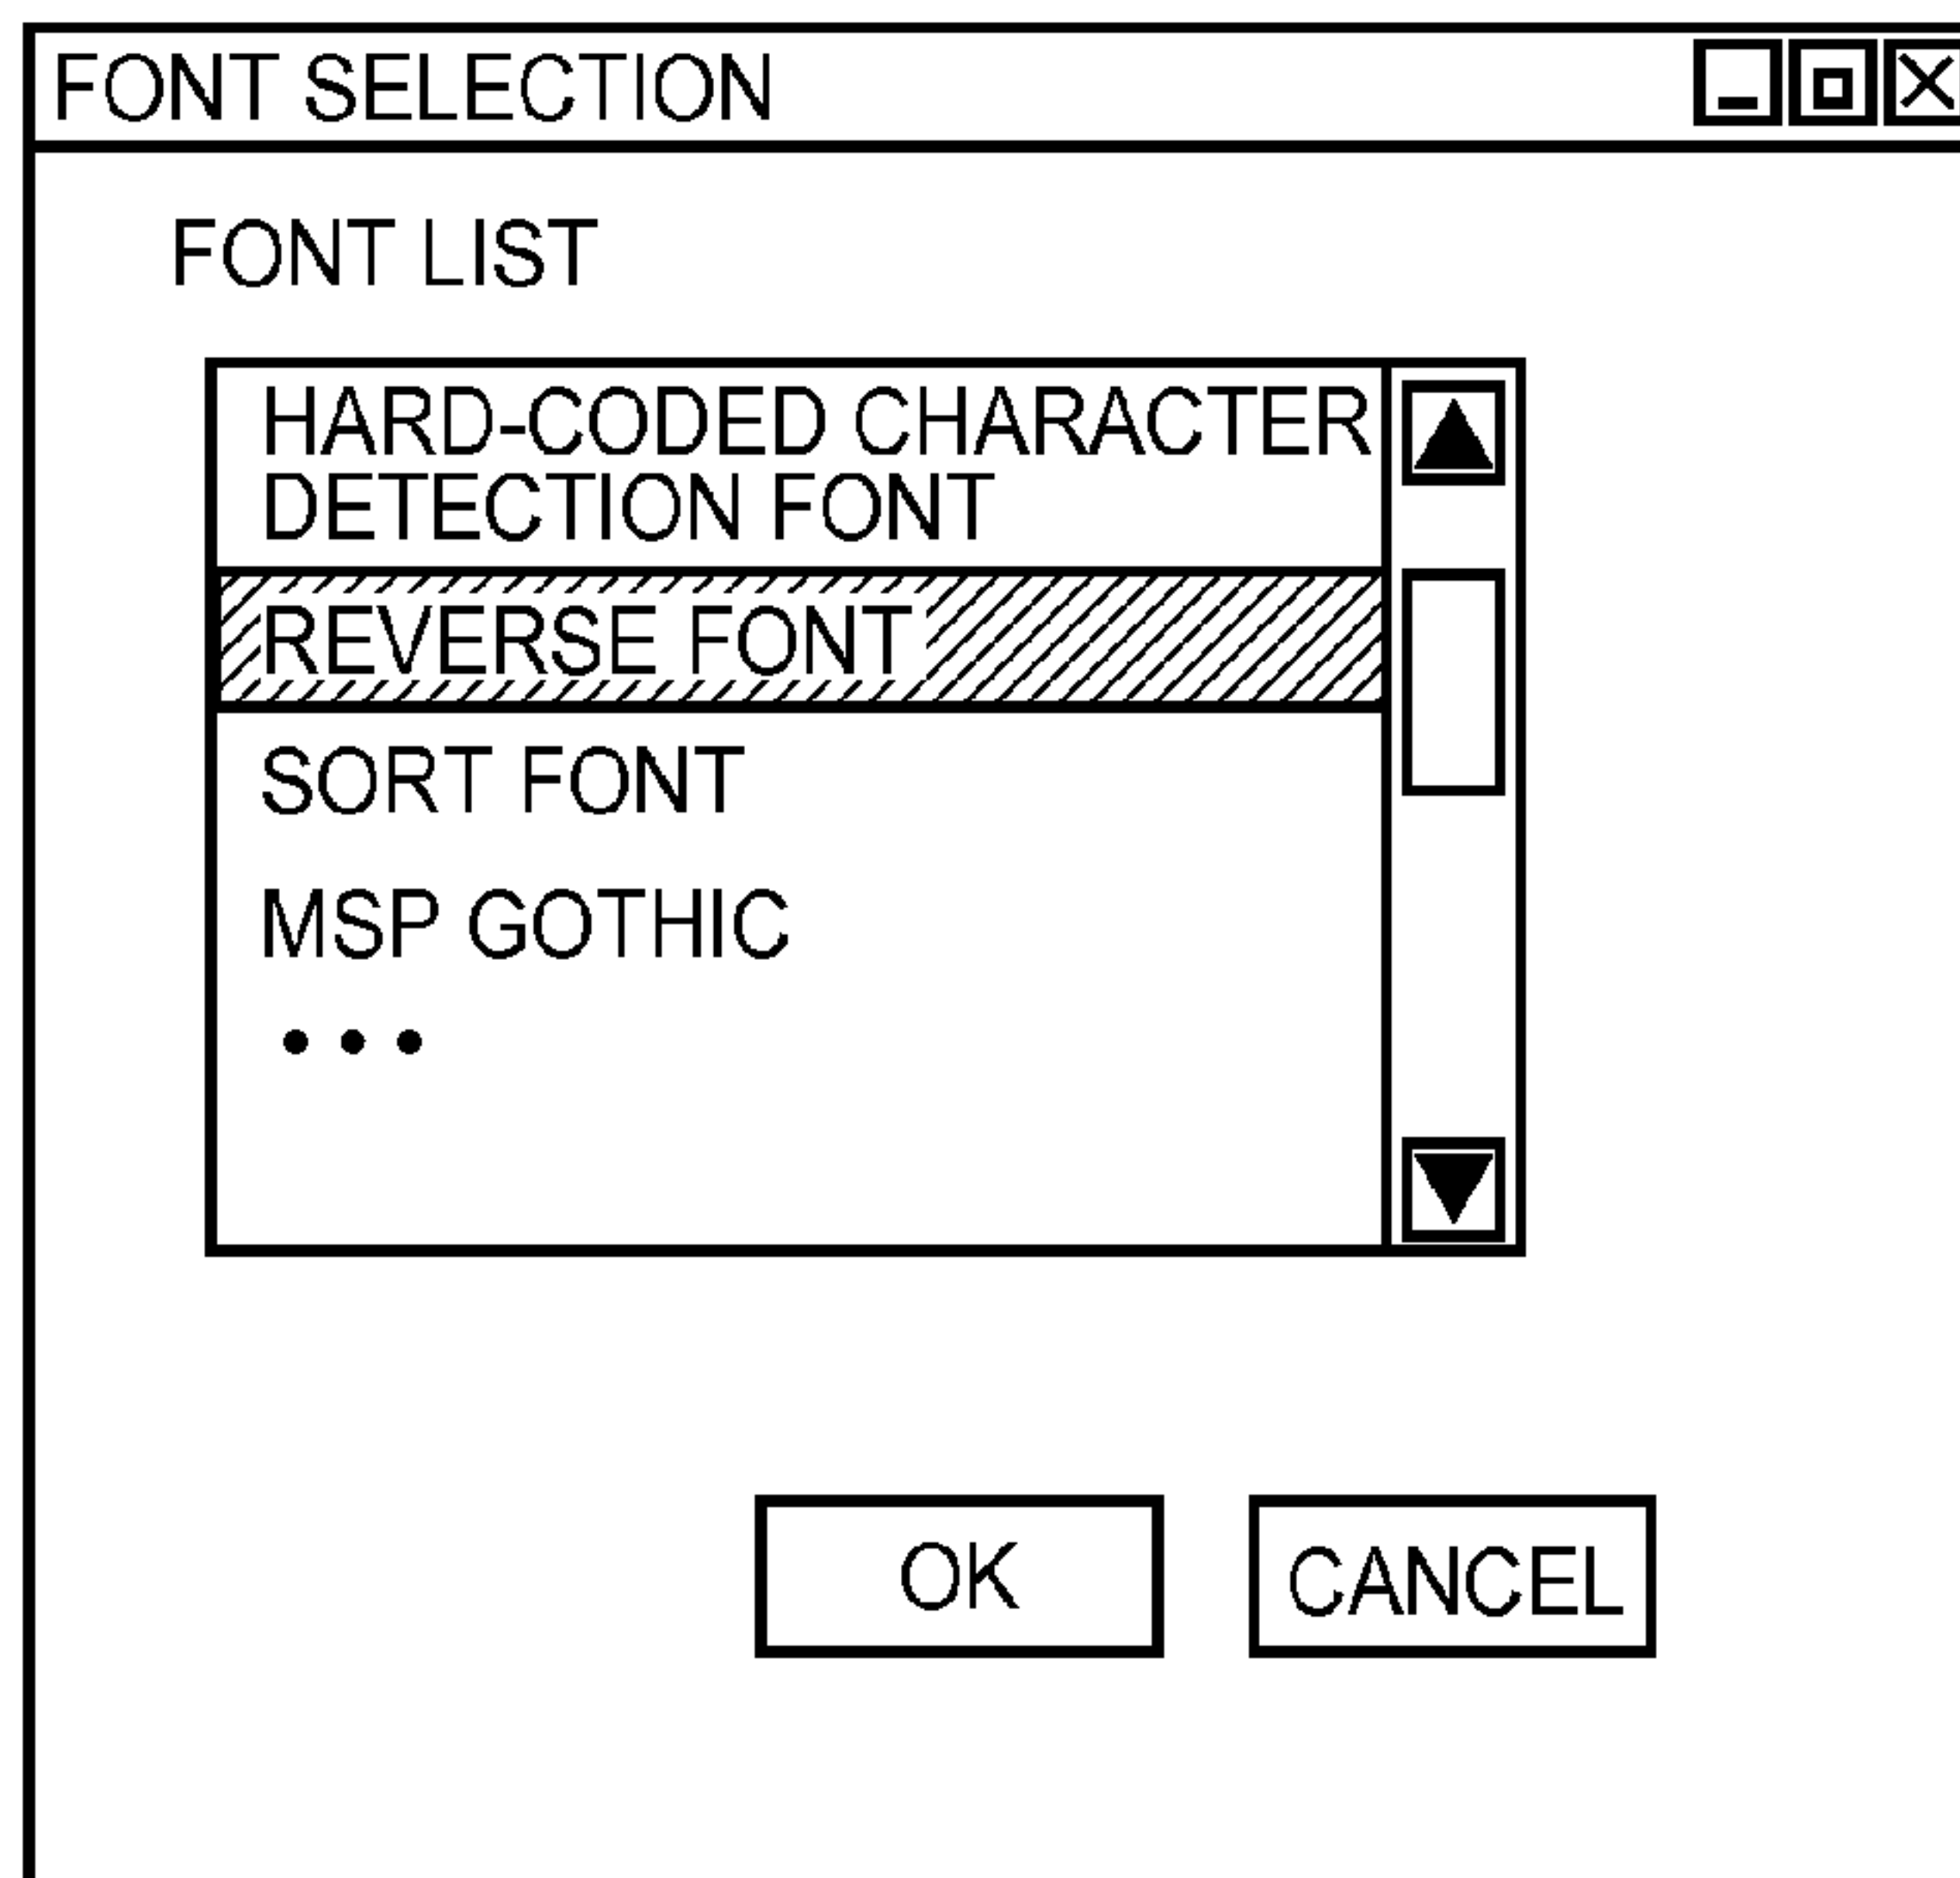 FONT SELECTION
FONT LIST
HARD-CODED CHARACTER
DETECTION FONT
REVERSE FONT
SORT FONT
MSP GOTHIC
• • •
OK
CANCEL